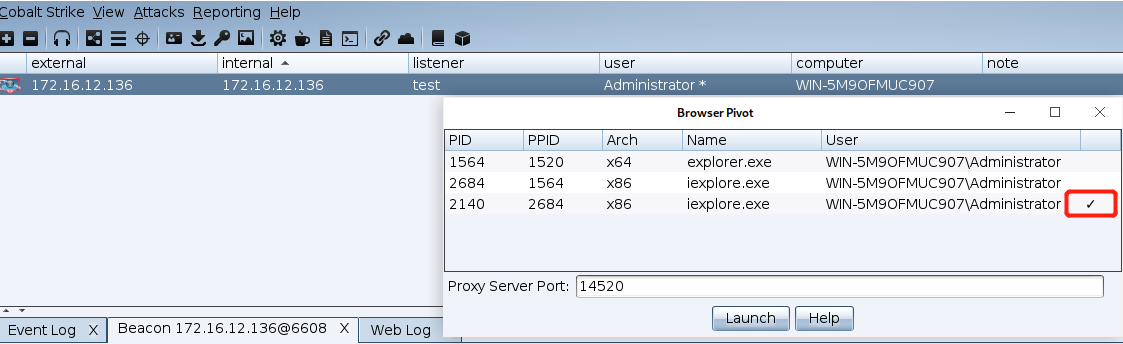 Cobalt Strike View Attacks Reporting Help
external internal listener user computer note
172.16.12.136 172.16.12.136 test Administrator * WIN-5M9OFMUC907
Browser Pivot
PID PPID Arch Name User
1564 1520 x64 explorer.exe WIN-5M9OFMUC907\Administrator
2684 1564 x86 iexplore.exe WIN-5M9OFMUC907\Administrator
2140 2684 x86 iexplore.exe WIN-5M9OFMUC907\Administrator ✓
Proxy Server Port: 14520
Launch Help
Event Log X Beacon 172.16.12.136@6608 X Web Log